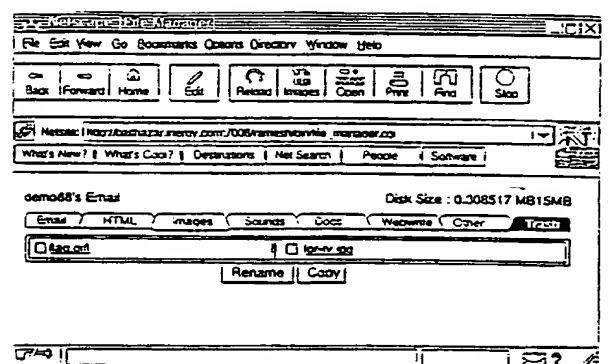 Netscape [File Manager]
File Edit View Go Bookmarks Options Directory Window Help
Back Forward Home Edit Reload Images Open Print Find Stop
Netsite:
What's New? What's Cool? Destinations Net Search People Software
demo68's Email Disk Size : 0.308517 MB15MB
Email HTML Images Sounds Docs Webwrite Other Trash
Rename Copy
?